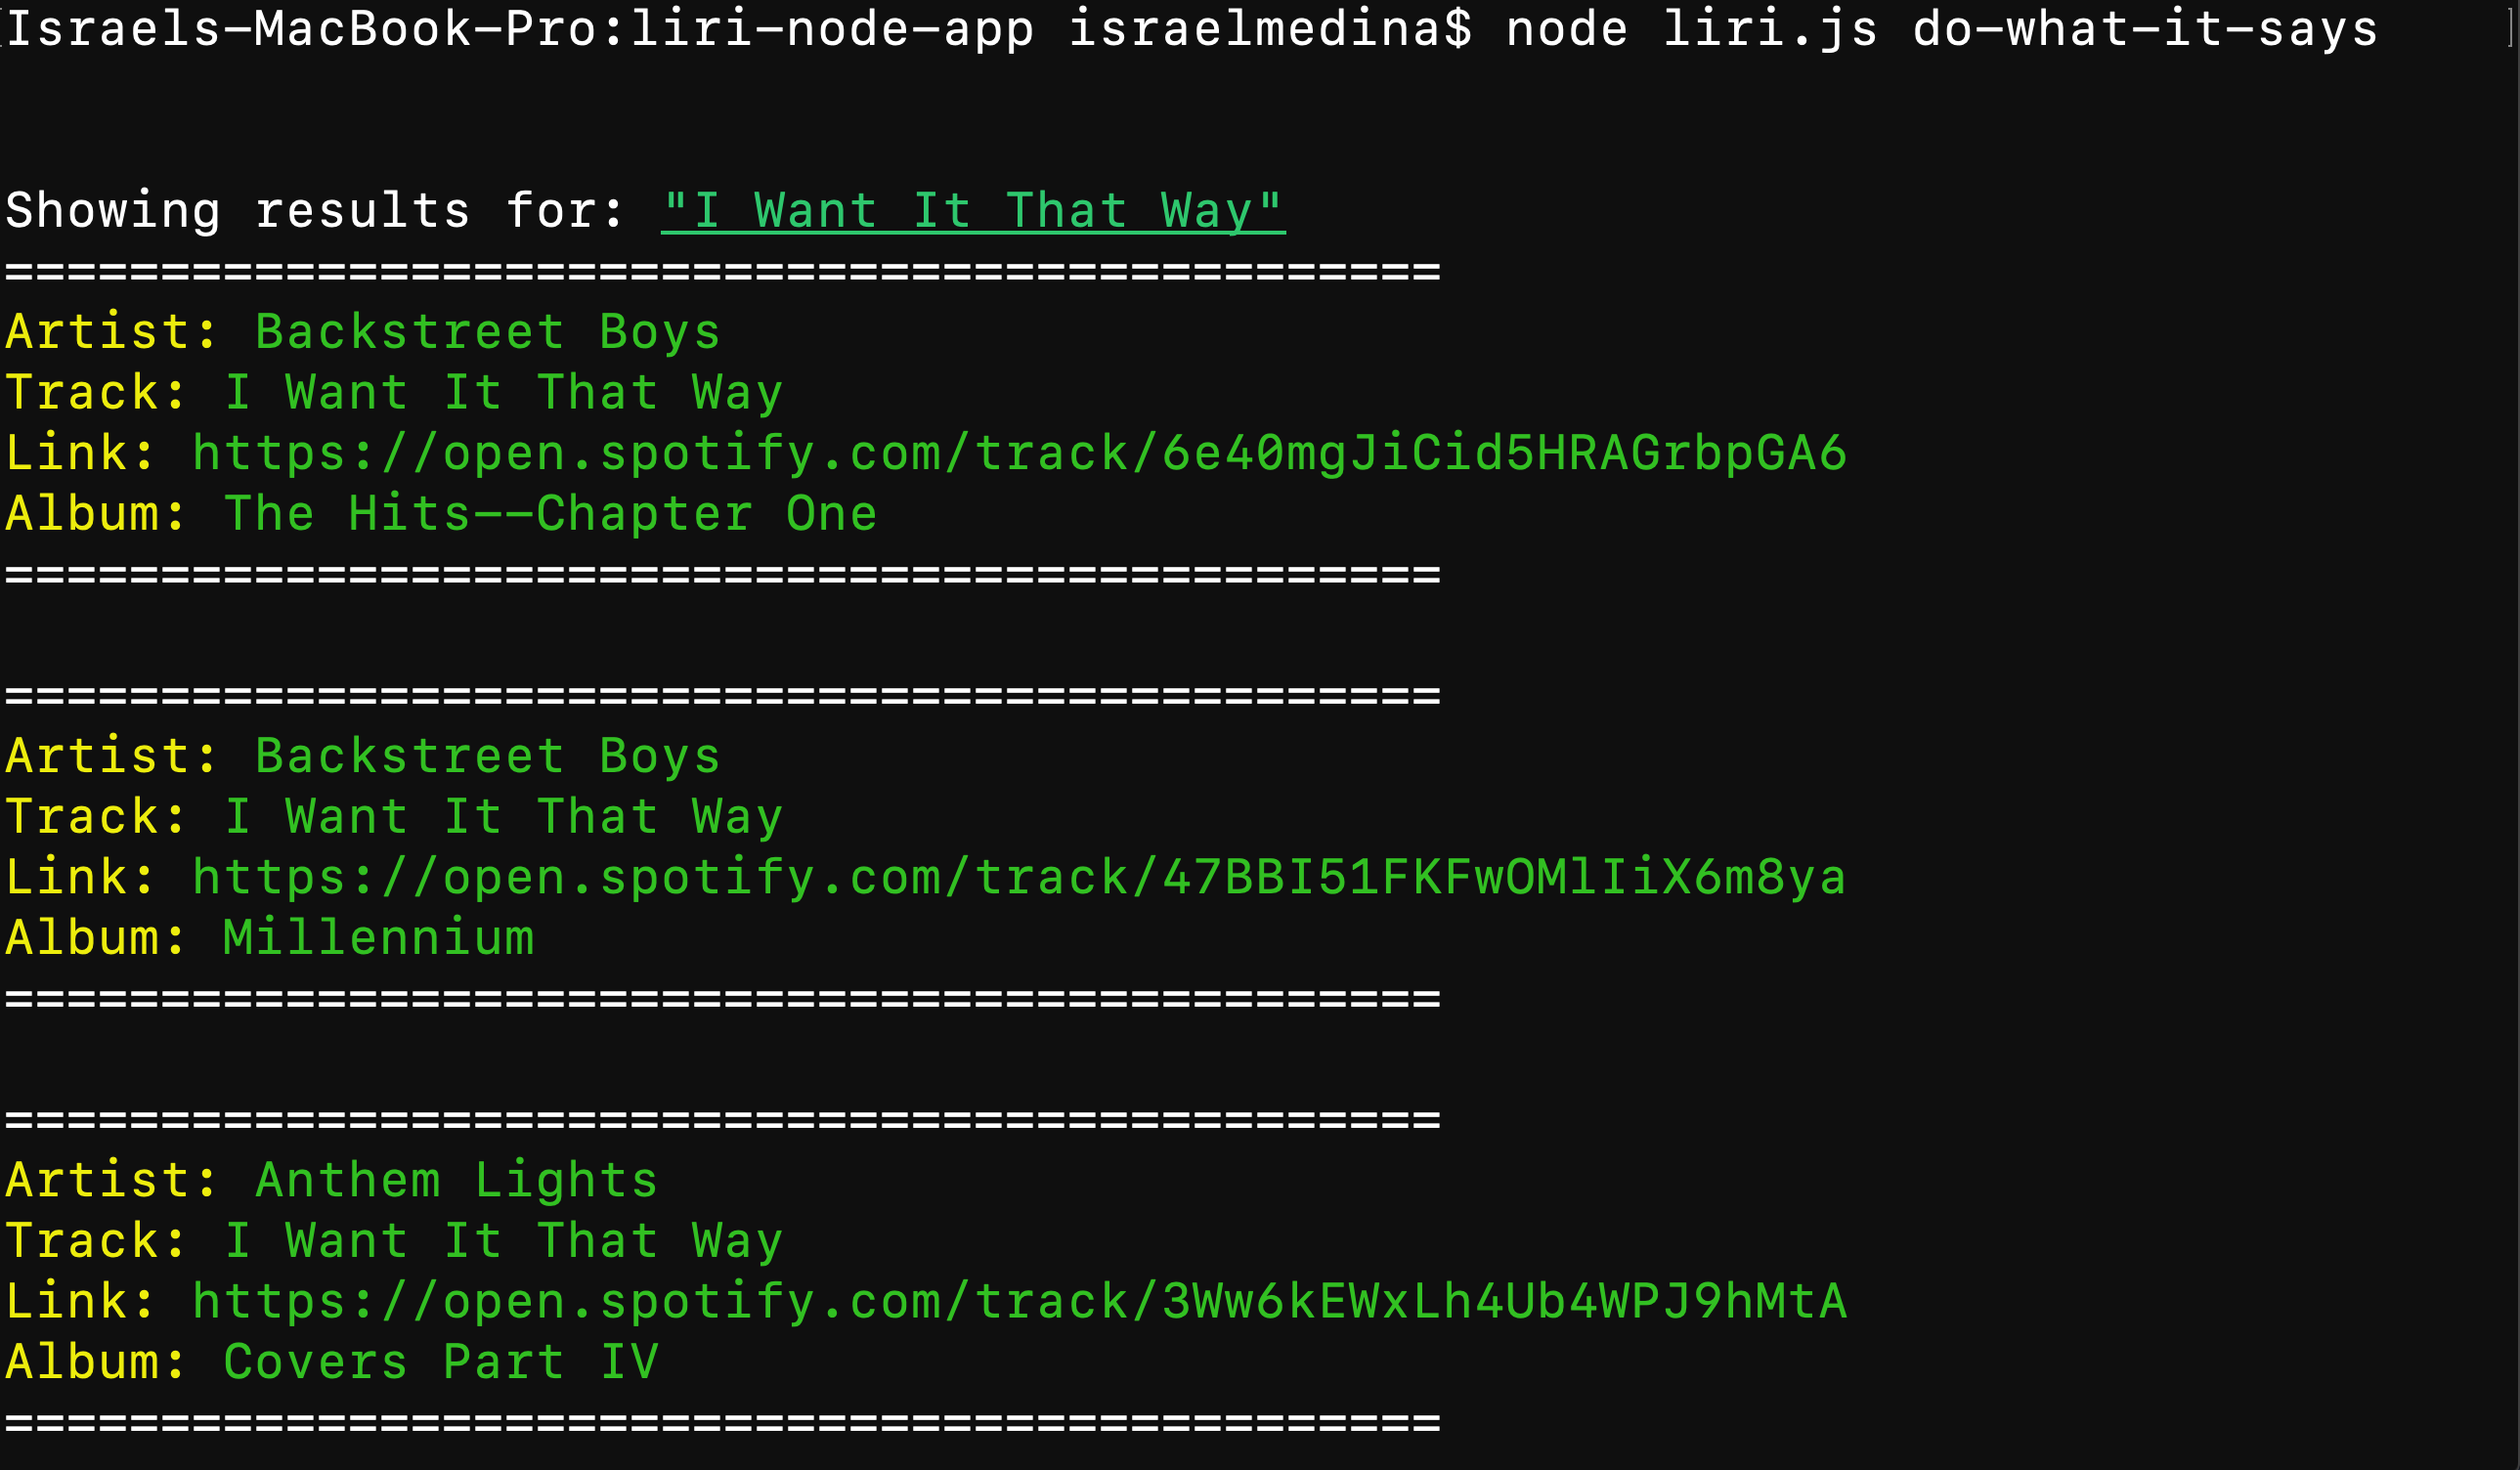 Israels-MacBook-Pro:liri-node-app israelmedina$ node liri.js do-what-it-says
Showing results for: "I Want It That Way"
==============================================
Artist: Backstreet Boys
Track: I Want It That Way
Link: https://open.spotify.com/track/6e40mgJiCid5HRAGrbpGA6
Album: The Hits--Chapter One
==============================================
==============================================
Artist: Backstreet Boys
Track: I Want It That Way
Link: https://open.spotify.com/track/47BBI51FKFwOMlIiX6m8ya
Album: Millennium
==============================================
==============================================
Artist: Anthem Lights
Track: I Want It That Way
Link: https://open.spotify.com/track/3Ww6kEWxLh4Ub4WPJ9hMtA
Album: Covers Part IV
==============================================